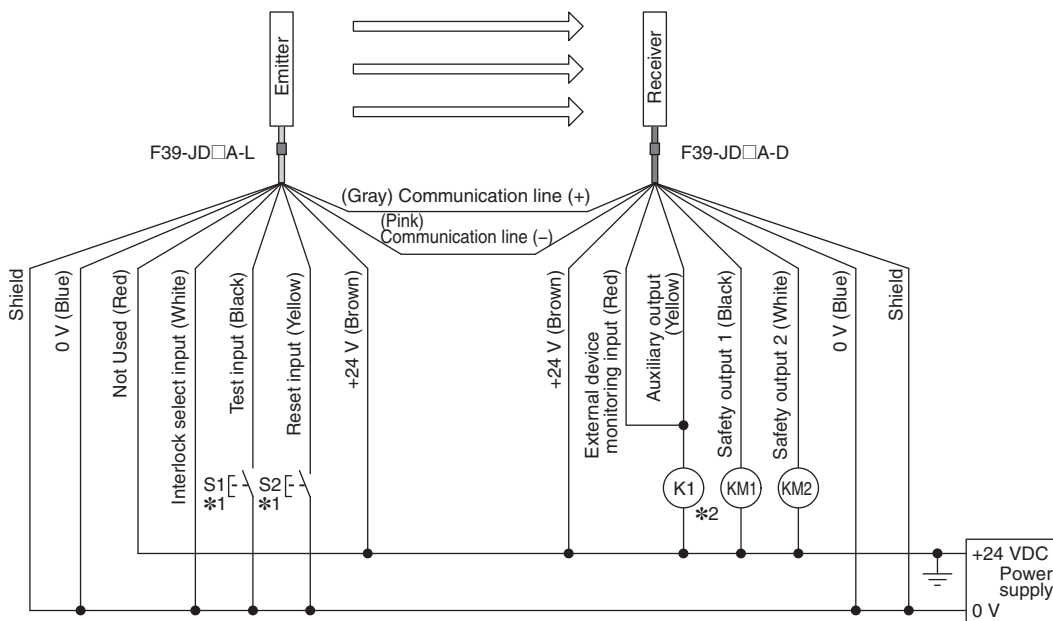 Emitter
Receiver
F39-JD□A-L
F39-JD□A-D
(Gray) Communication line (+)
(Pink)
Communication line (−)
Shield
0 V (Blue)
Not Used (Red)
Interlock select input (White)
Test input (Black)
Reset input (Yellow)
+24 V (Brown)
+24 V (Brown)
External device
monitoring input (Red)
Auxiliary output
(Yellow)
Safety output 1 (Black)
Safety output 2 (White)
0 V (Blue)
Shield
S1
*1
S2
*1
K1
*2
KM1
KM2
+24 VDC
Power
supply
0 V